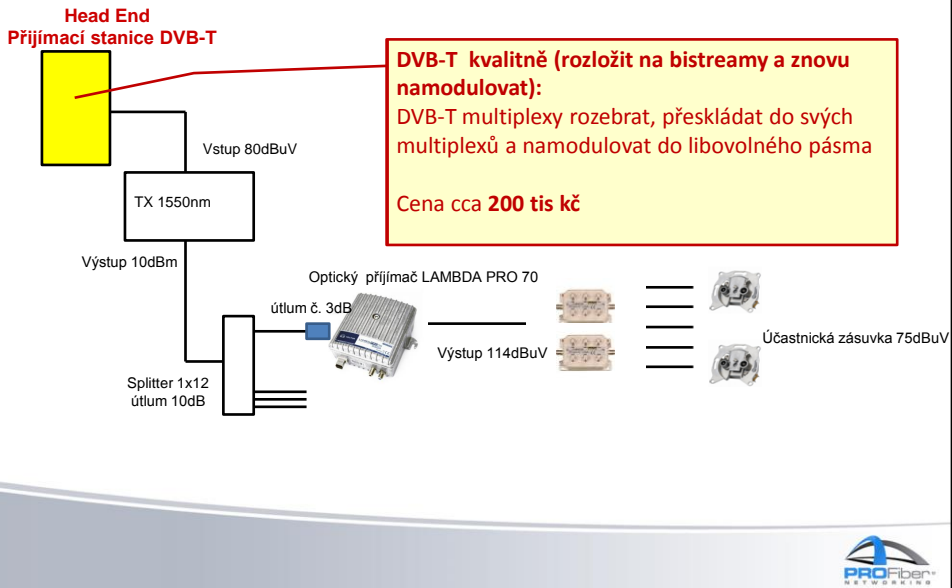 Head End
Přijímací stanice DVB-T
DVB-T kvalitně (rozložit na bistreamy a znovu
namodulovat):
DVB-T multiplexy rozebrat, přeskládat do svých
multiplexů a namodulovat do libovolného pásma
Cena cca 200 tis kč
Vstup 80dBuV
TX 1550nm
Výstup 10dBm
Optický příjímač LAMBDA PRO 70
útlum č. 3dB
Výstup 114dBuV
Účastnická zásuvka 75dBuV
Splitter 1x12
útlum 10dB
PROFiber
NETWORKING